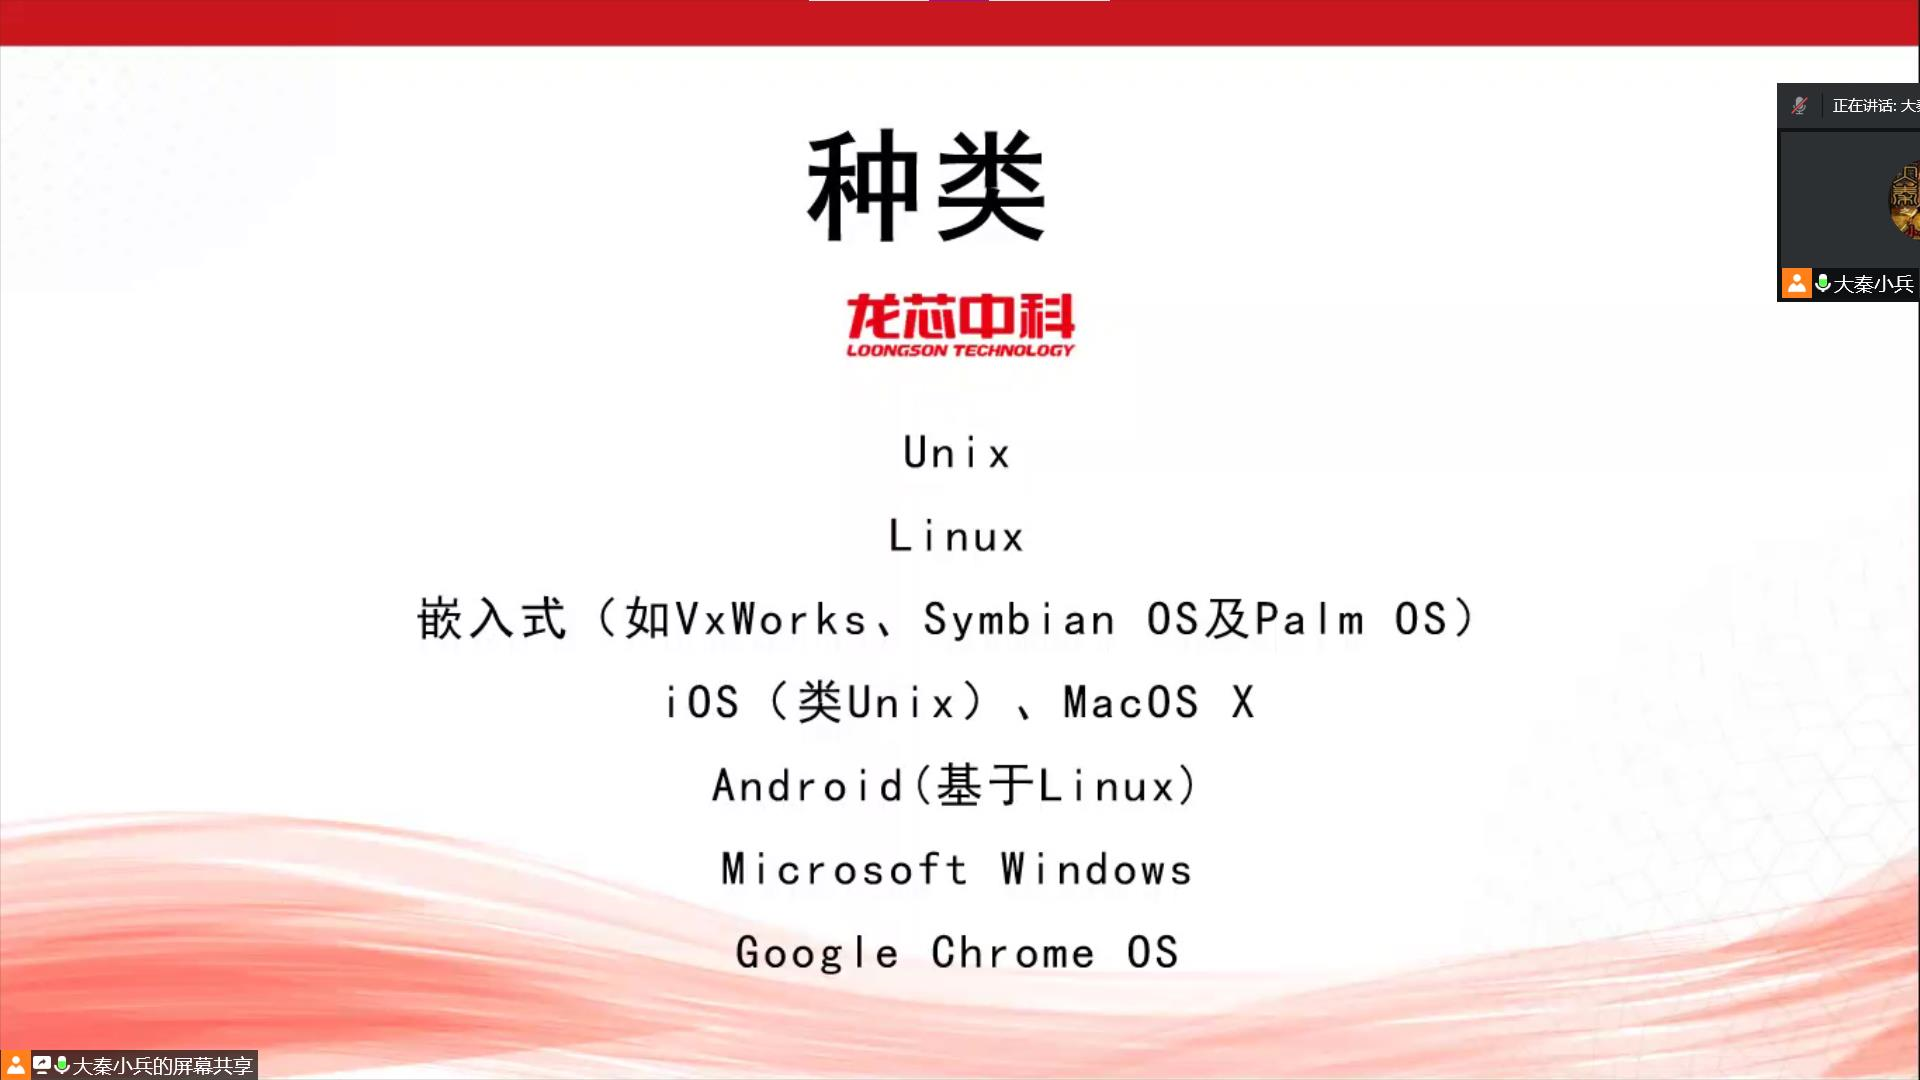 正在讲话: 大
种类
龙芯中科
LOONGSON TECHNOLOGY
大秦小兵
Unix
Linux
嵌入式（如VxWorks、Symbian OS及Palm OS）
iOS（类Unix）、MacOS X
Android(基于Linux)
Microsoft Windows
Google Chrome OS
大秦小兵的屏幕共享